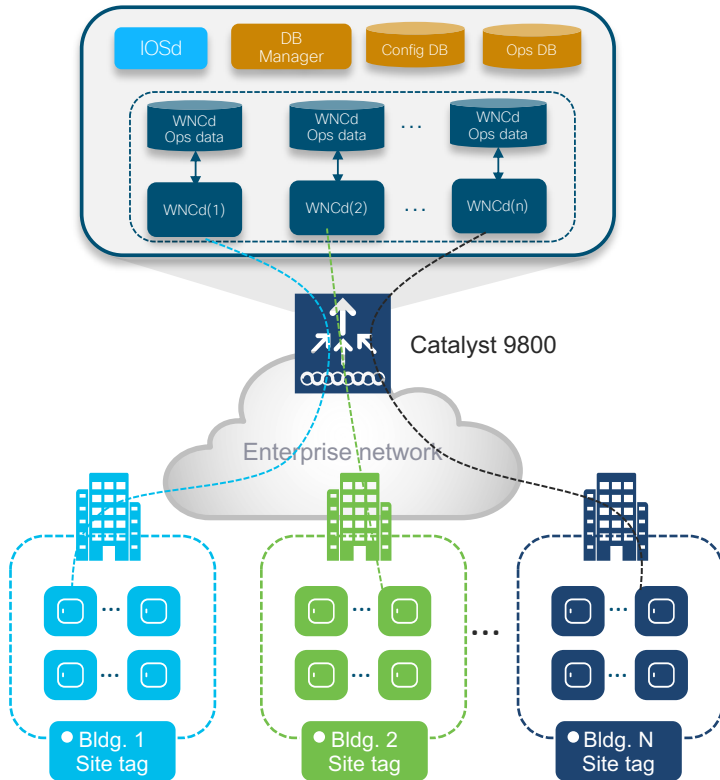 IOSd
DB
Manager
Config DB
Ops DB
WNCd
Ops data
WNCd
Ops data
...
WNCd
Ops data
WNCd(1)
WNCd(2)
...
WNCd(n)
Catalyst 9800
Enterprise network
...
...
...
...
...
...
...
Bldg. 1
Site tag
Bldg. 2
Site tag
Bldg. N
Site tag